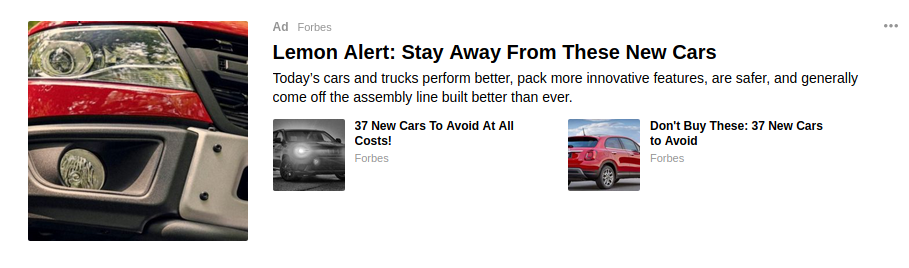 Ad Forbes
Lemon Alert: Stay Away From These New Cars
Today's cars and trucks perform better, pack more innovative features, are safer, and generally
come off the assembly line built better than ever.
37 New Cars To Avoid At All
Costs!
Forbes
Don't Buy These: 37 New Cars
to Avoid
Forbes